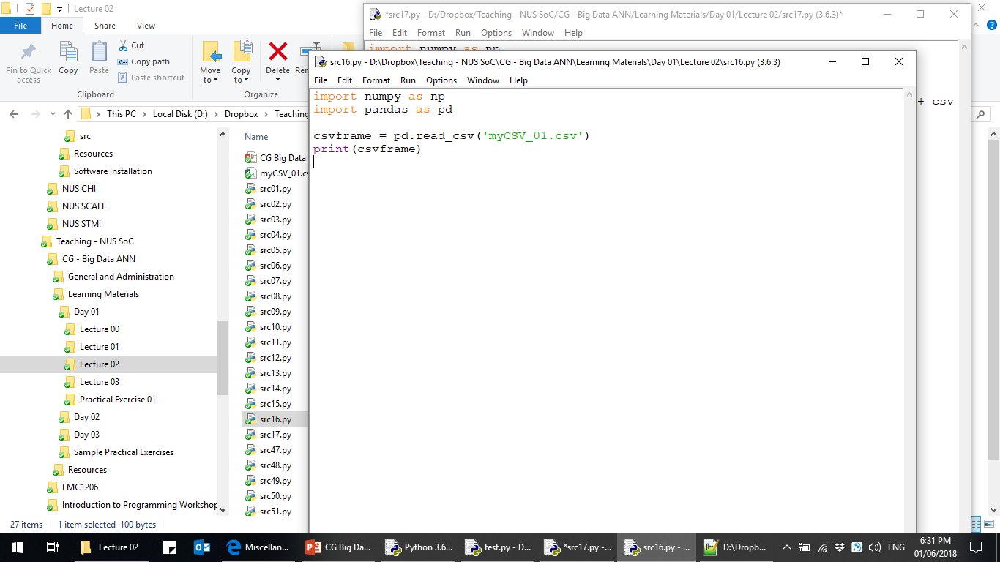 Lecture 02
File Home Share View
Pin to Quick access
Copy
Paste
Cut
Copy path
Paste shortcut
Clipboard
Move to
Copy to
Delete
Organize
This PC
Local Disk (D:)
Dropbox
Teaching
src
Resources
Software Installation
NUS CHI
NUS SCALE
NUS STMI
Teaching - NUS SoC
CG - Big Data ANN
General and Administration
Learning Materials
Day 01
Lecture 00
Lecture 01
Lecture 02
Lecture 03
Practical Exercise 01
Day 02
Day 03
Sample Practical Exercises
Resources
FMC1206
Introduction to Programming Workshop
Name
CG Big Data
myCSV_01.cs
src01.py
src02.py
src03.py
src04.py
src05.py
src06.py
src07.py
src08.py
src09.py
src10.py
src11.py
src12.py
src13.py
src14.py
src15.py
src16.py
src17.py
src47.py
src48.py
src49.py
src50.py
src51.py
27 items 1 item selected 100 bytes
*src17.py - D:/Dropbox/Teaching - NUS SoC/CG - Big Data ANN/Learning Materials/Day 01/Lecture 02/src17.py (3.6.3)*
File Edit Format Run Options Window Help
import numpy as np
+ csv
src16.py - D:\Dropbox\Teaching - NUS SoC\CG - Big Data ANN\Learning Materials\Day 01\Lecture 02\src16.py (3.6.3)
File Edit Format Run Options Window Help
import numpy as np
import pandas as pd
csvframe = pd.read_csv('myCSV_01.csv')
print(csvframe)
Lecture 02
Miscellan...
CG Big Da...
Python 3.6...
test.py - D...
*src17.py -...
src16.py - ...
D:\Dropb...
ENG
6:31 PM
01/06/2018